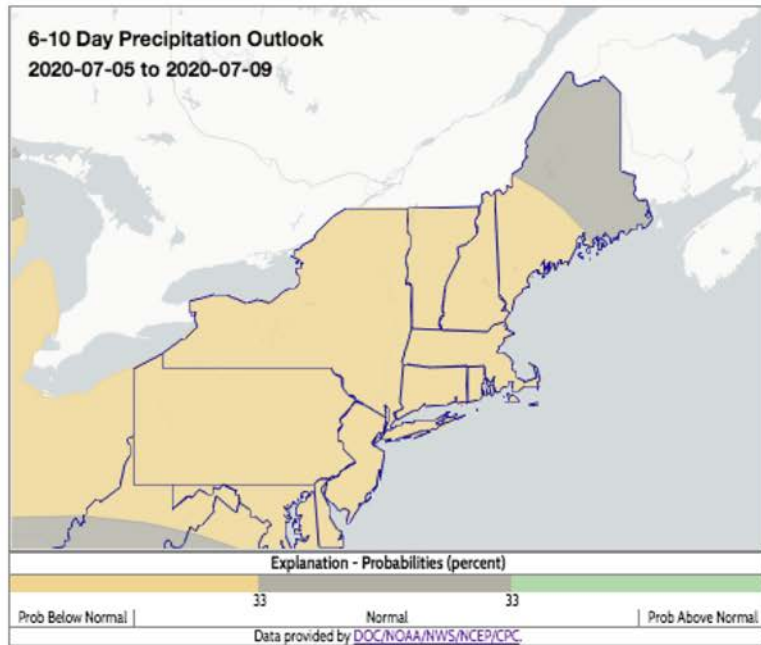 6-10 Day Precipitation Outlook
2020-07-05 to 2020-07-09
Explanation - Probabilities (percent)
33 33
Prob Below Normal | Normal | Prob Above Normal
Data provided by DOC/NOAA/NWS/NCEP/CPC.